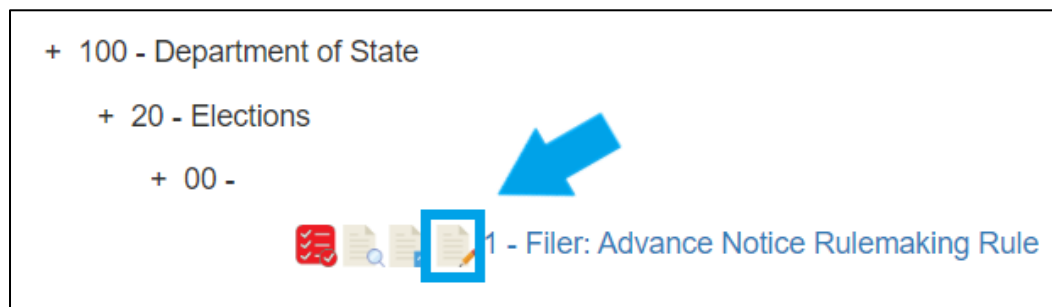 + 100 - Department of State
+ 20 - Elections
+ 00 -
1 - Filer: Advance Notice Rulemaking Rule